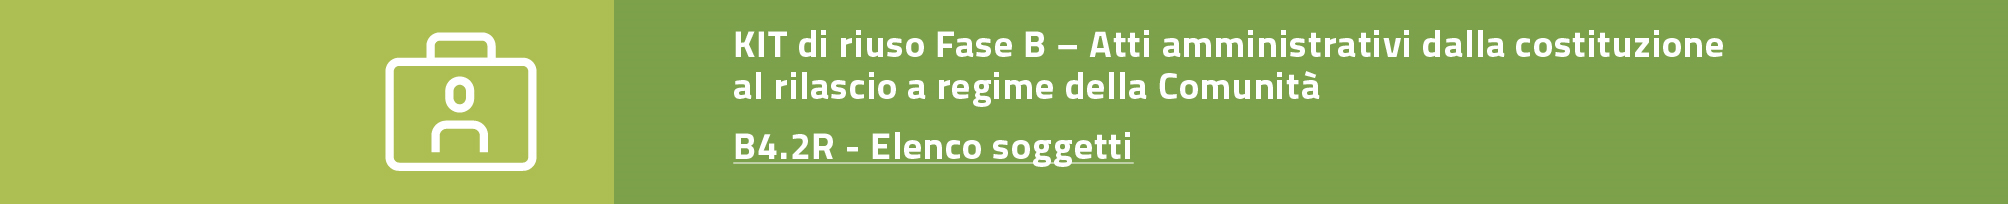 KIT di riuso Fase B – Atti amministrativi dalla costituzione
al rilascio a regime della Comunità
B4.2R - Elenco soggetti